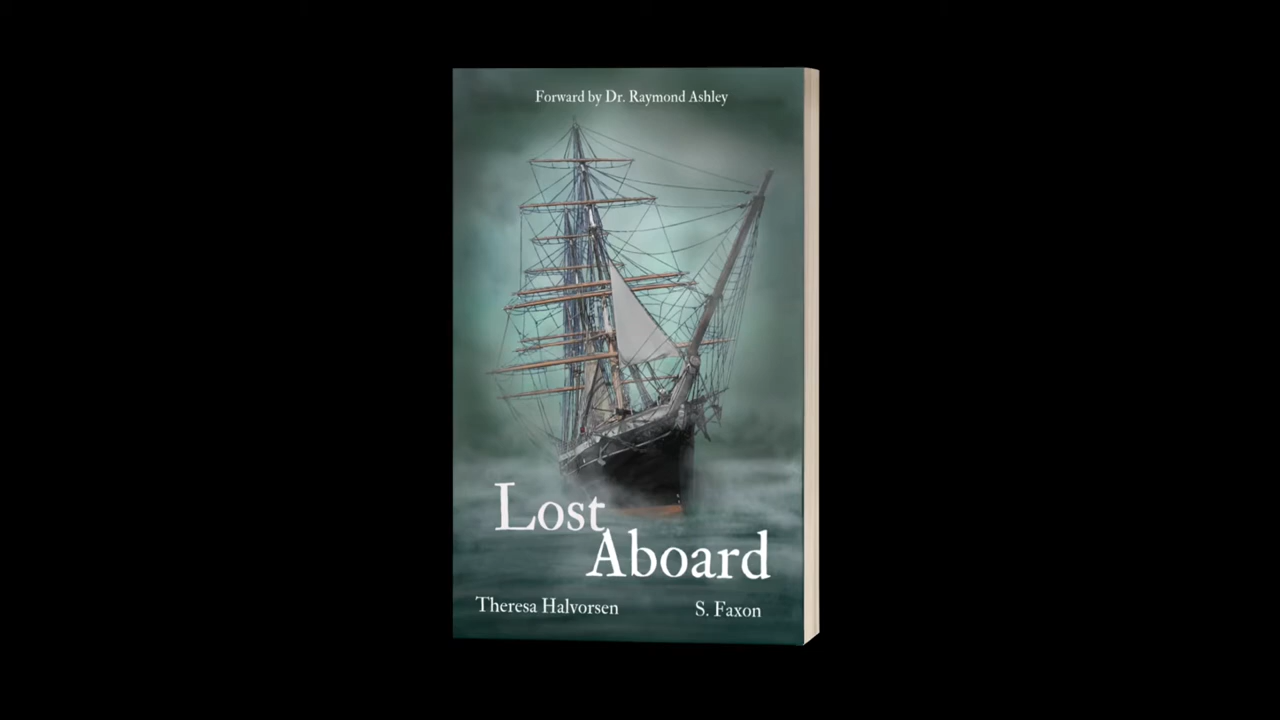 Forward by Dr. Raymond Ashley
Lost
Aboard
Theresa Halvorsen
S. Faxon